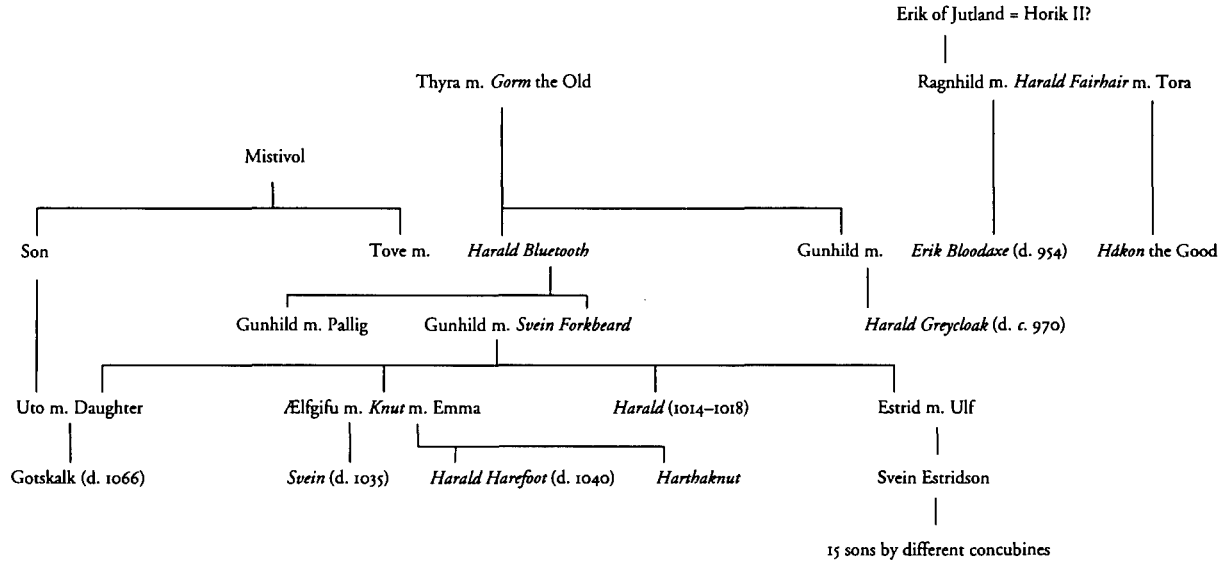 Erik of Jutland = Horik II?
Thyra m. Gorm the Old
Ragnhild m. Harald Fairhair m. Tora
Mistivol
Son
Tove m. Harald Bluetooth
Gunhild m. Erik Bloodaxe (d. 954)
Hákon the Good
Gunhild m. Pallig
Gunhild m. Svein Forkbeard
Harald Greycloak (d. c. 970)
Uto m. Daughter
Ælfgifu m. Knut m. Emma
Harald (1014–1018)
Estrid m. Ulf
Gotskalk (d. 1066)
Svein (d. 1035)
Harald Harefoot (d. 1040)
Harthaknut
Svein Estridson
15 sons by different concubines